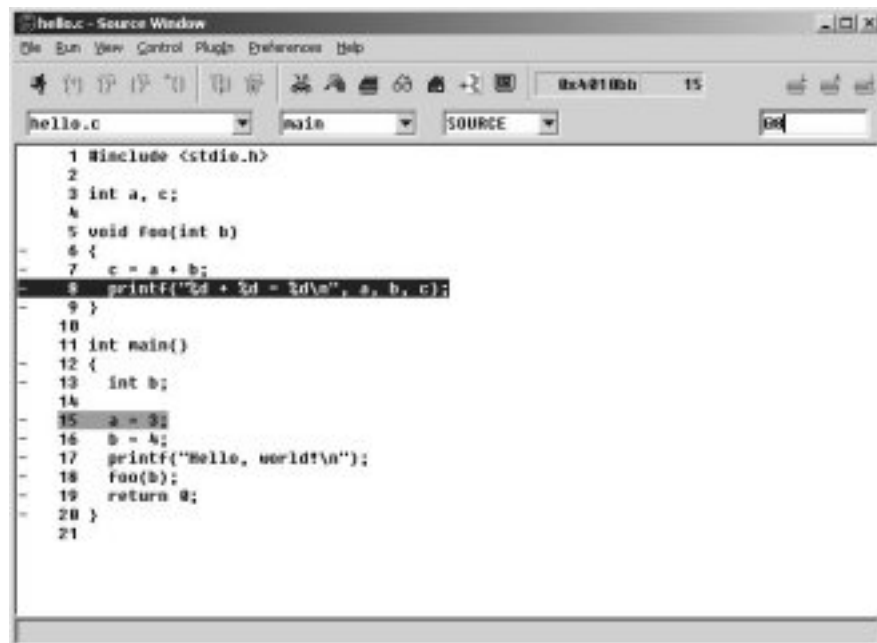 hello.c - Source Window
File Run View Control PlugIn Preferences Help
0x4010bb 15
hello.c main SOURCE @@
1 #include <stdio.h>
2
3 int a, c;
4
5 void foo(int b)
6 {
7 c = a + b;
8 printf("%d + %d = %d\n", a, b, c);
9 }
10
11 int main()
12 {
13 int b;
14
15 a = 3;
16 b = 4;
17 printf("Hello, world!\n");
18 foo(b);
19 return 0;
20 }
21